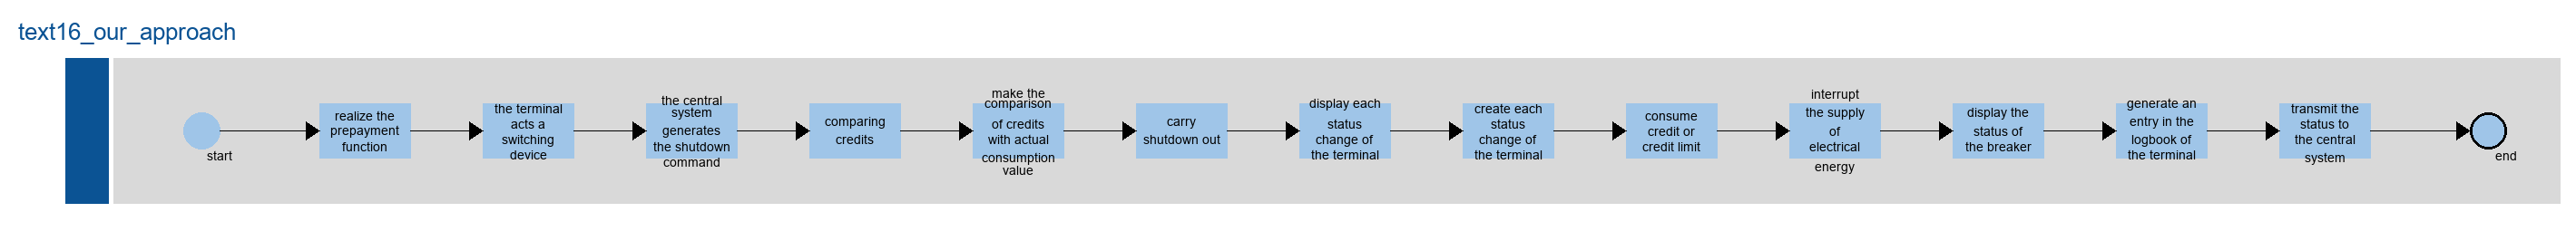 text16_our_approach
start
realize the
prepayment
function
the terminal
acts a
switching
device
the central
system
generates
the shutdown
command
comparing
credits
make the
comparison
of credits
with actual
consumption
value
carry
shutdown out
display each
status
change of
the terminal
create each
status
change of
the terminal
consume
credit or
credit limit
interrupt
the supply
of
electrical
energy
display the
status of
the breaker
generate an
entry in the
logbook of
the terminal
transmit the
status to
the central
system
end